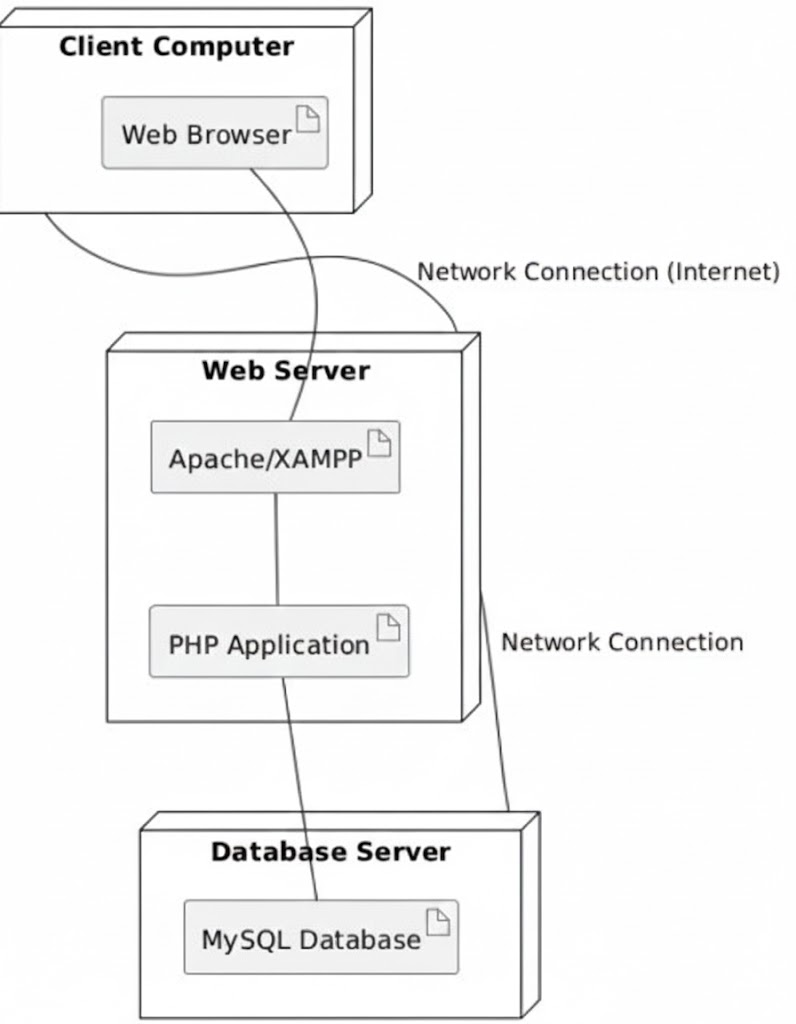 Client Computer
Web Browser
Network Connection (Internet)
Web Server
Apache/XAMPP
PHP Application
Network Connection
Database Server
MySQL Database